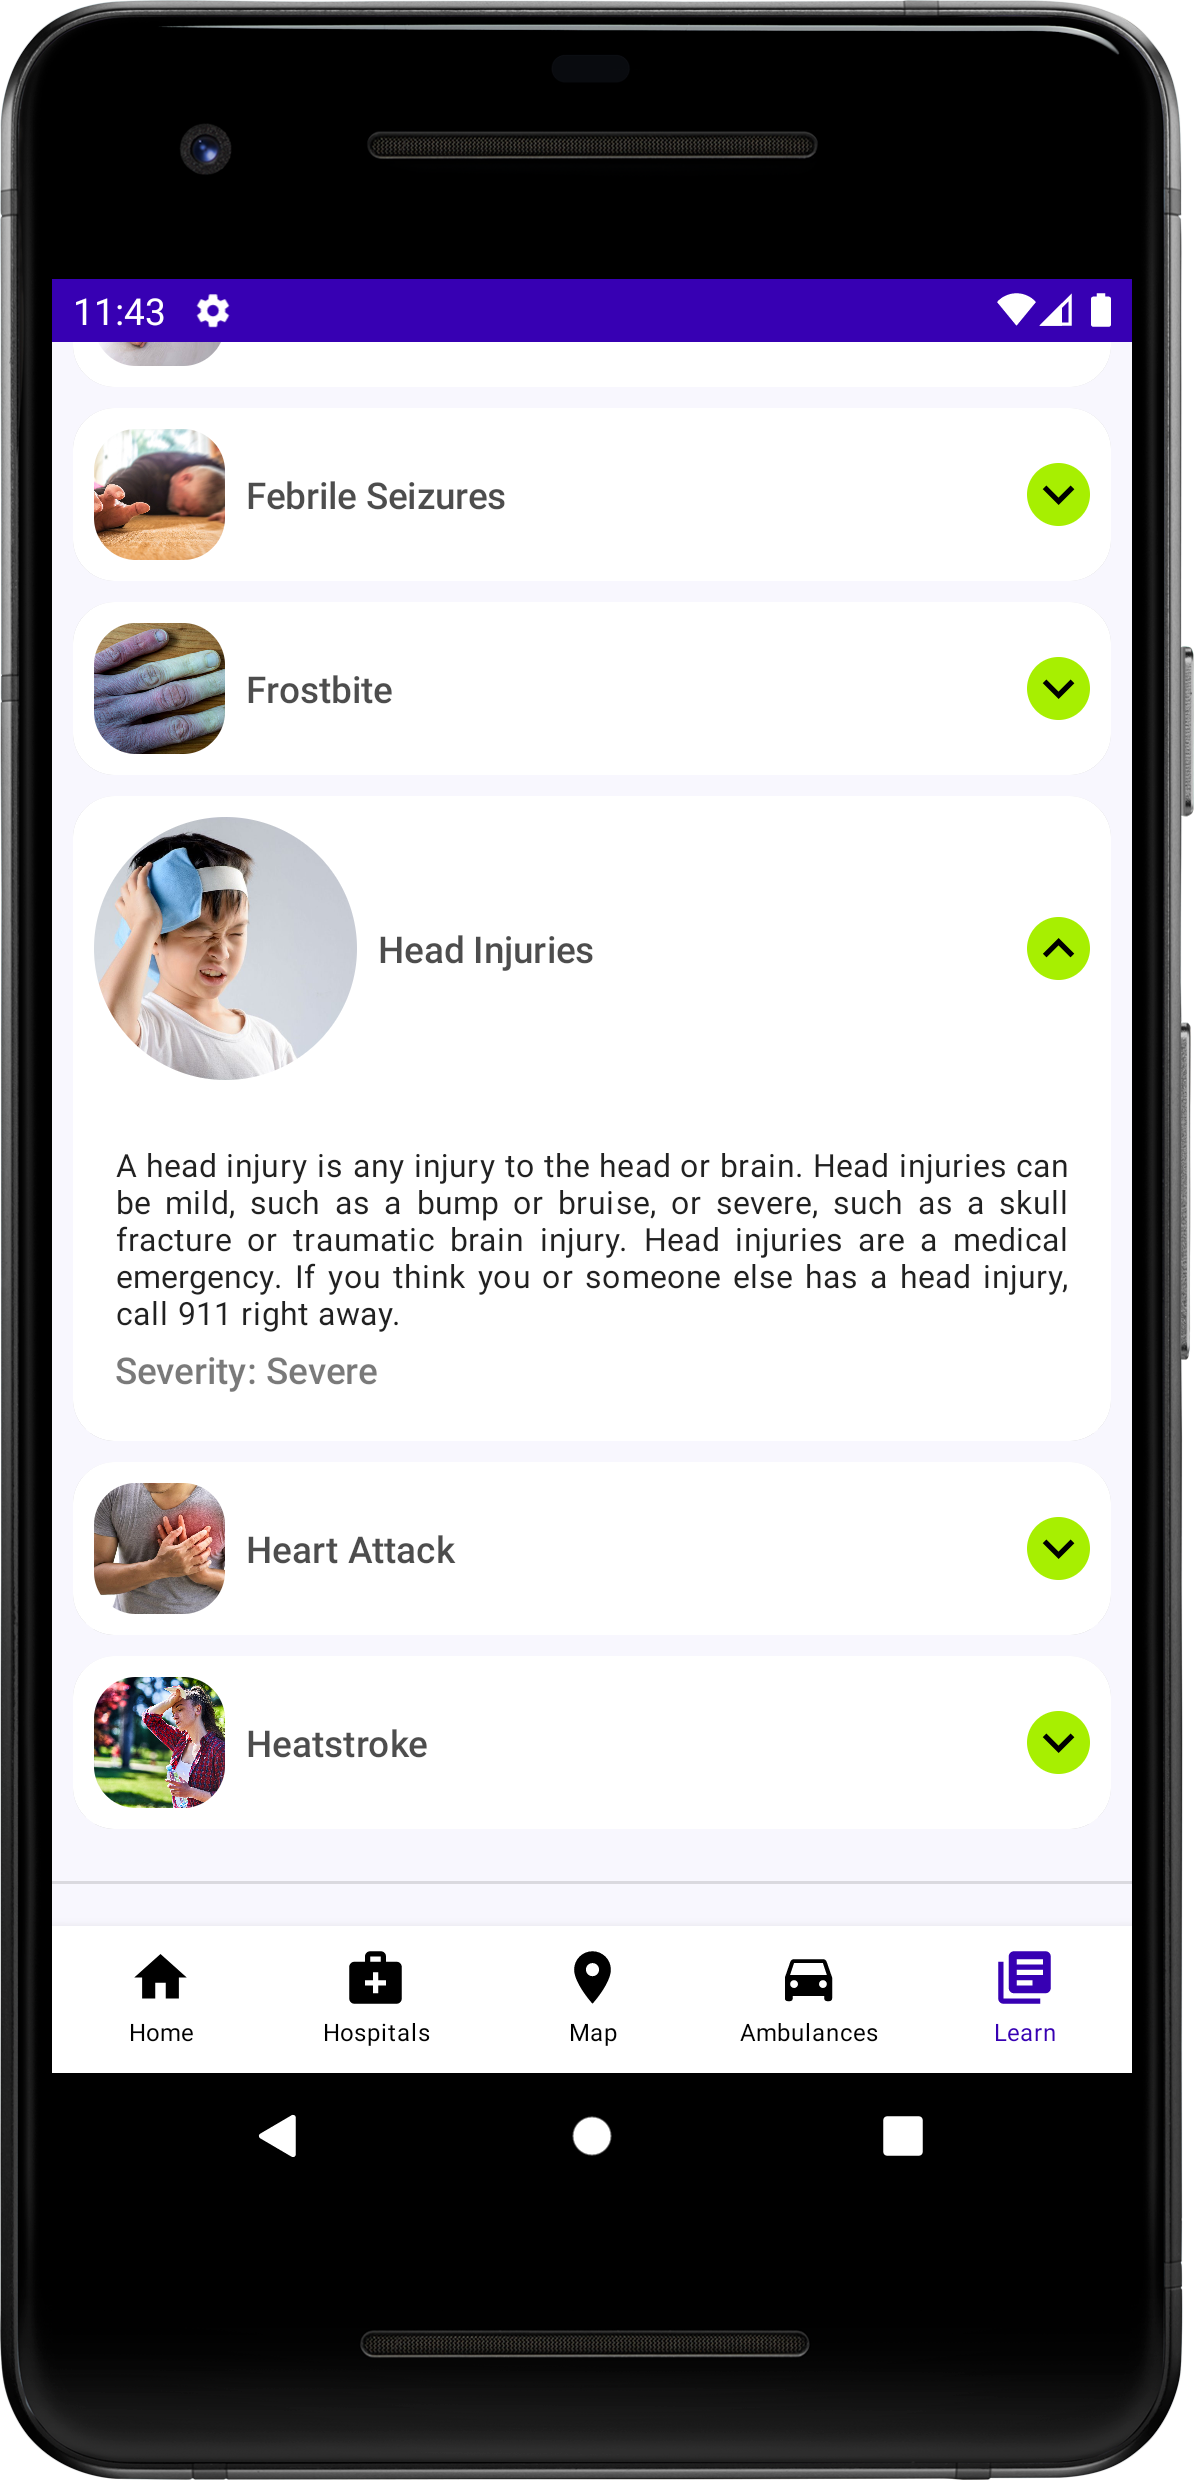 11:43
Febrile Seizures
Frostbite
Head Injuries
A head injury is any injury to the head or brain. Head injuries can
be mild, such as a bump or bruise, or severe, such as a skull
fracture or traumatic brain injury. Head injuries are a medical
emergency. If you think you or someone else has a head injury,
call 911 right away.
Severity: Severe
Heart Attack
Heatstroke
Home
Hospitals
Map
Ambulances
Learn